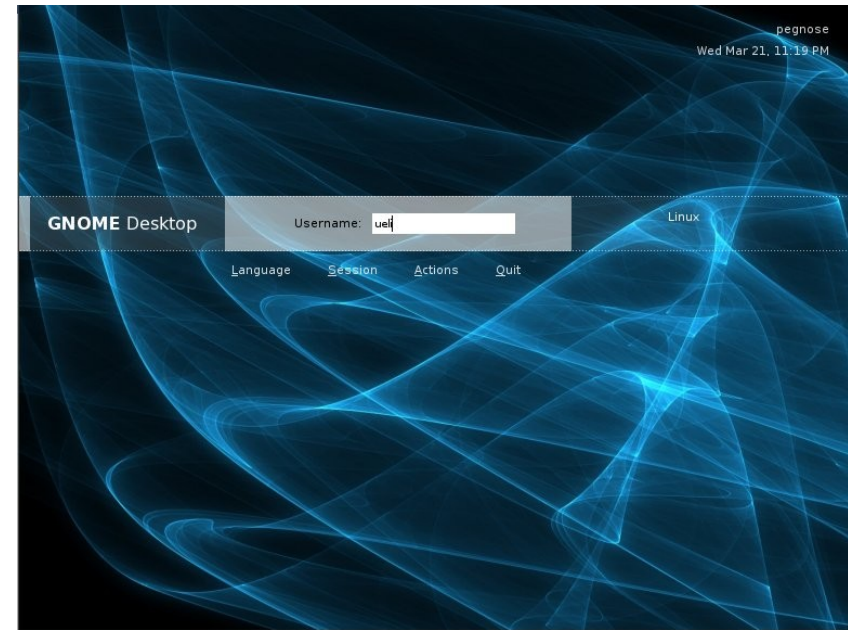 pegnose
Wed Mar 21, 11:19 PM
GNOME Desktop
Username: ueli
Linux
Language Session Actions Quit